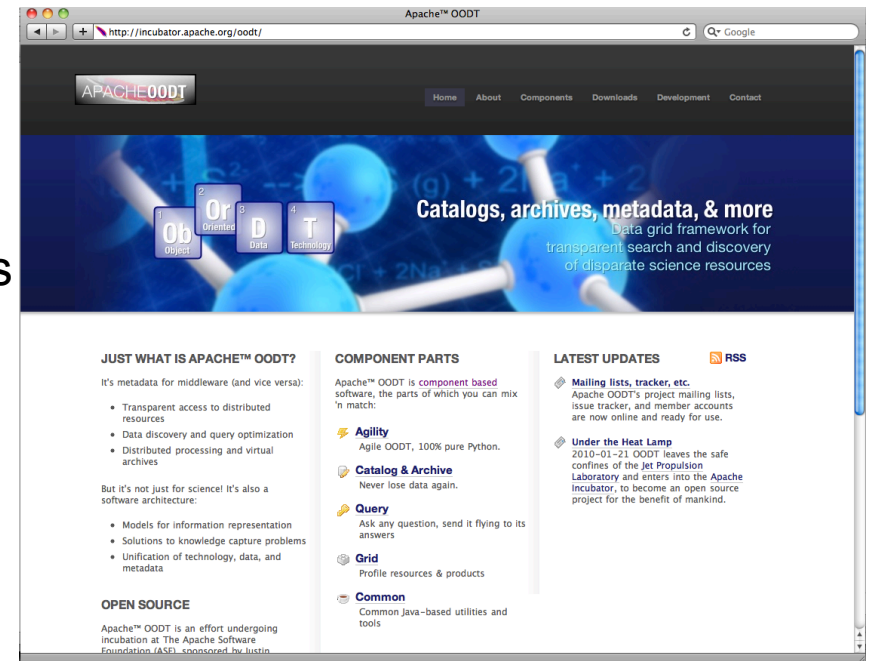 Apache™ OODT
http://incubator.apache.org/oodt/
Google
APACHEOODT
Home About Components Downloads Development Contact
1
Ob
Object
2
Or
Oriented
3
D
Data
4
T
Technology
Catalogs, archives, metadata, & more
Data grid framework for
transparent search and discovery
of disparate science resources
s
JUST WHAT IS APACHE™ OODT?
It's metadata for middleware (and vice versa):
• Transparent access to distributed
resources
• Data discovery and query optimization
• Distributed processing and virtual
archives
But it's not just for science! It's also a
software architecture:
• Models for information representation
• Solutions to knowledge capture problems
• Unification of technology, data, and
metadata
OPEN SOURCE
Apache™ OODT is an effort undergoing
incubation at The Apache Software
Foundation (ASF), sponsored by Justin
COMPONENT PARTS
Apache™ OODT is component based
software, the parts of which you can mix
'n match:
Agility
Agile OODT, 100% pure Python.
Catalog & Archive
Never lose data again.
Query
Ask any question, send it flying to its
answers
Grid
Profile resources & products
Common
Common Java-based utilities and
tools
LATEST UPDATES
RSS
Mailing lists, tracker, etc.
Apache OODT's project mailing lists,
issue tracker, and member accounts
are now online and ready for use.
Under the Heat Lamp
2010-01-21 OODT leaves the safe
confines of the Jet Propulsion
Laboratory and enters into the Apache
Incubator, to become an open source
project for the benefit of mankind.